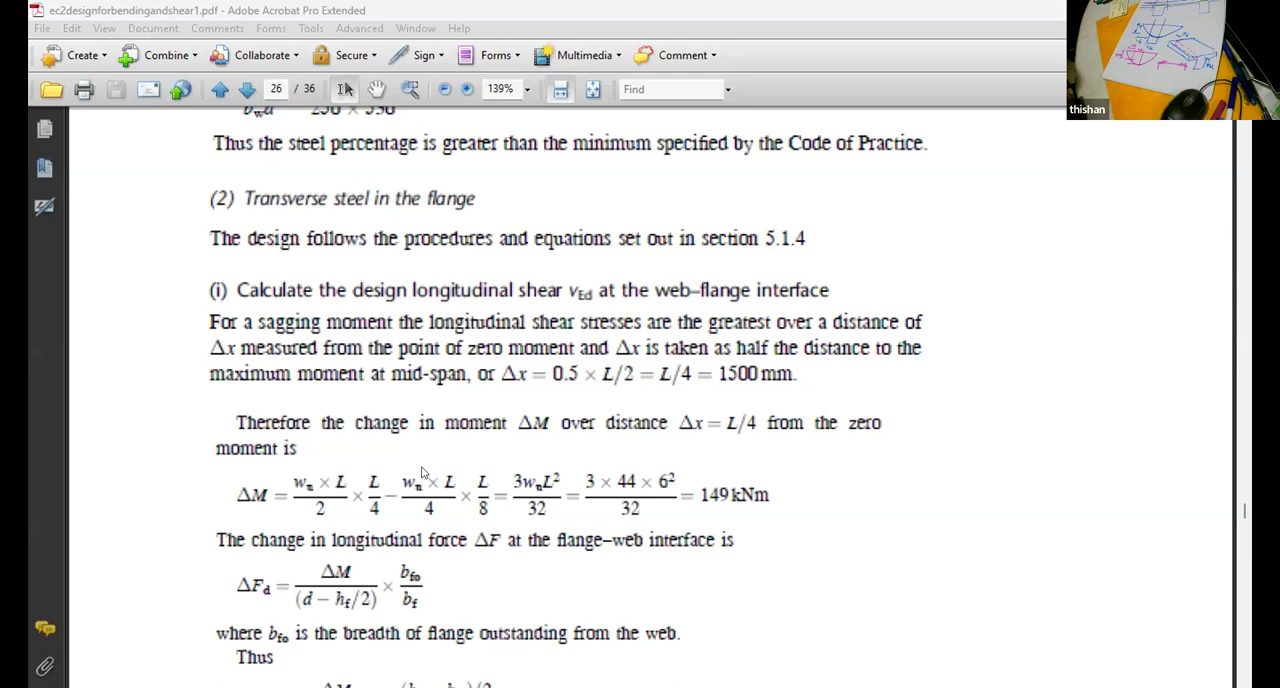 ec2designforbendingandshear1.pdf - Adobe Acrobat Pro Extended
File Edit View Document Comments Forms Tools Advanced Window Help
Create Combine Collaborate Secure Sign Forms Multimedia Comment
26 / 36 139% Find
thishan
Thus the steel percentage is greater than the minimum specified by the Code of Practice.
(2) Transverse steel in the flange
The design follows the procedures and equations set out in section 5.1.4
(i) Calculate the design longitudinal shear vEd at the web–flange interface
For a sagging moment the longitudinal shear stresses are the greatest over a distance of
Δx measured from the point of zero moment and Δx is taken as half the distance to the
maximum moment at mid-span, or Δx = 0.5 × L/2 = L/4 = 1500 mm.
Therefore the change in moment ΔM over distance Δx = L/4 from the zero
moment is
ΔM = wu × L / 2 × L / 4 − wu × L / 4 × L / 8 = 3wuL² / 32 = 3 × 44 × 6² / 32 = 149 kNm
The change in longitudinal force ΔF at the flange–web interface is
ΔFd = ΔM / (d − hf/2) × bfo / bf
where bfo is the breadth of flange outstanding from the web.
Thus